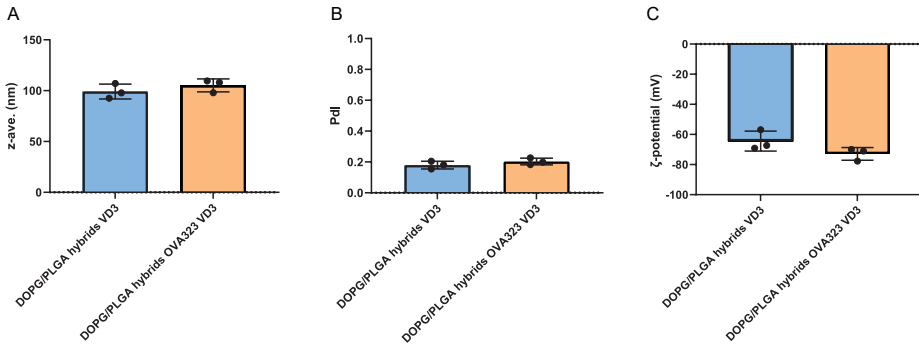 A
z-ave. (nm)
150
100
50
0
DOPG/PLGA hybrids VD3
DOPG/PLGA hybrids OVA323 VD3
B
PdI
1.0
0.8
0.6
0.4
0.2
0.0
DOPG/PLGA hybrids VD3
DOPG/PLGA hybrids OVA323 VD3
C
ζ-potential (mV)
0
-20
-40
-60
-80
-100
DOPG/PLGA hybrids VD3
DOPG/PLGA hybrids OVA323 VD3